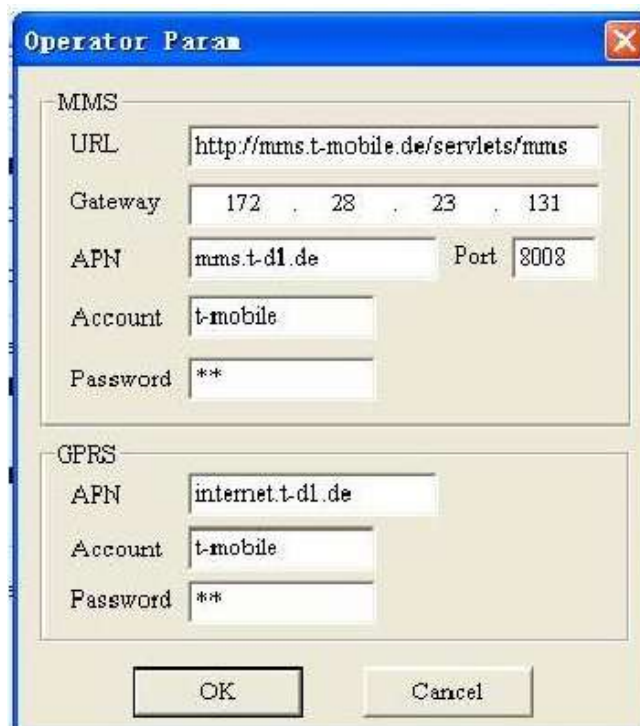 Operator Param
MMS
URL http://mms.t-mobile.de/servlets/mms
Gateway 172 . 28 . 23 . 131
APN mms.t-d1.de Port 8008
Account t-mobile
Password **
GPRS
APN internet.t-d1.de
Account t-mobile
Password **
OK Cancel